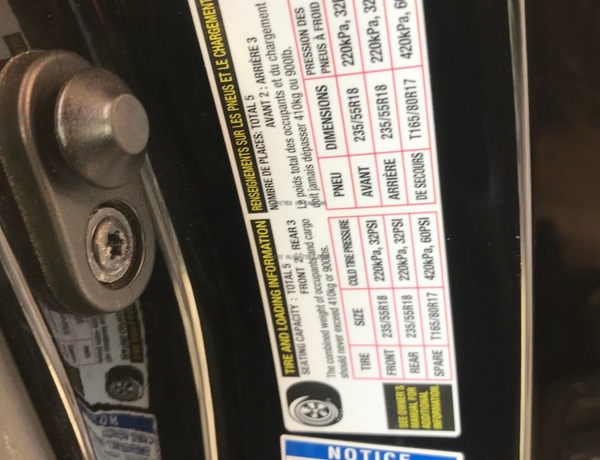 TIRE AND LOADING INFORMATION
SEATING CAPACITY : TOTAL 5
FRONT 2: REAR 3
The combined weight of occupants and cargo
should never exceed 410kg or 900lbs.
TIRE SIZE COLD TIRE PRESSURE
FRONT 235/55R18 220kPa, 32PSI
REAR 235/55R18 220kPa, 32PSI
SPARE T165/80R17 420kPa, 60PSI
SEE OWNER'S
MANUAL FOR
ADDITIONAL
INFORMATION
RENSEIGNEMENTS SUR LES PNEUS ET LE CHARGEMENT
NOMBRE DE PLACES: TOTAL 5
AVANT 2 : ARRIÈRE 3
Le poids total des occupants et du chargement
doit jamais dépasser 410kg ou 900lb.
PNEU DIMENSIONS PRESSION DES
PNEUS À FROID
AVANT 235/55R18 220kPa, 32
ARRIÈRE 235/55R18 220kPa, 32
DE SECOURS T165/80R17 420kPa, 60
NOTICE